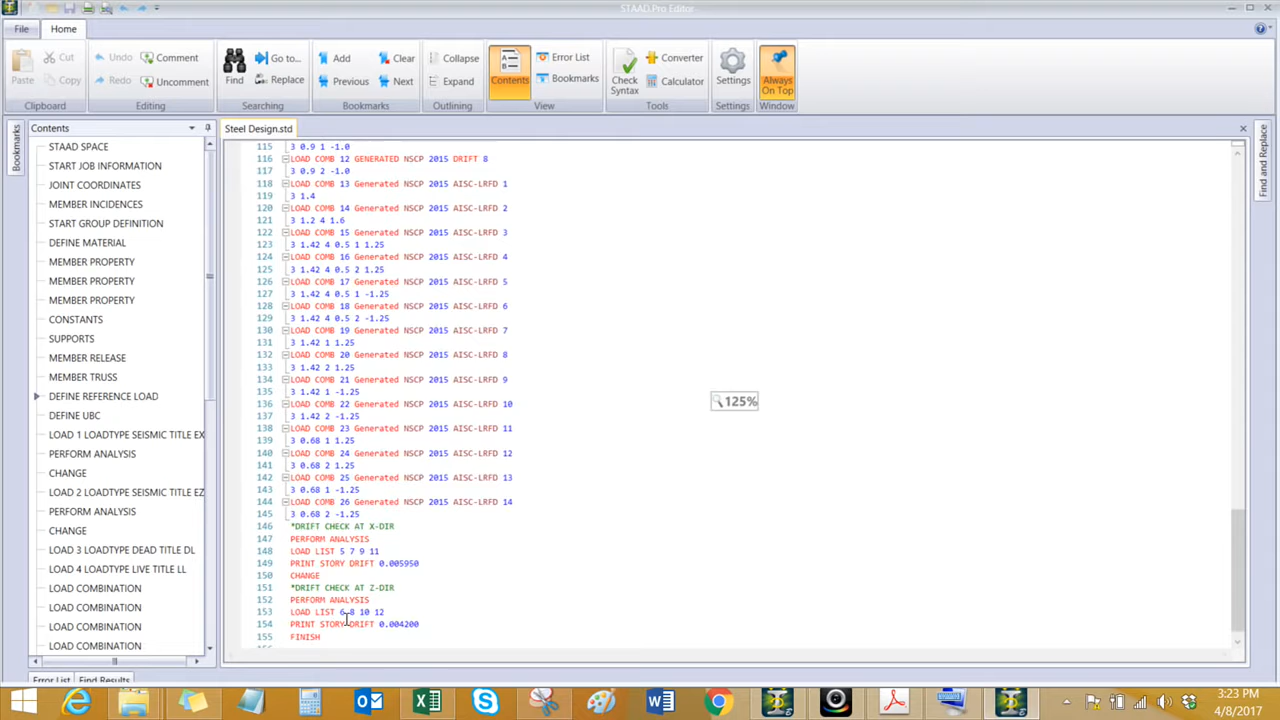 STAAD.Pro Editor
File
Home
Paste
Cut
Copy
Clipboard
Undo
Redo
Comment
Uncomment
Editing
Find
Go to...
Replace
Searching
Add
Previous
Clear
Next
Bookmarks
Collapse
Expand
Outlining
Contents
Error List
Bookmarks
View
Check Syntax
Converter
Calculator
Tools
Settings
Settings
Always On Top
Window
Bookmarks
Contents
STAAD SPACE
START JOB INFORMATION
JOINT COORDINATES
MEMBER INCIDENCES
START GROUP DEFINITION
DEFINE MATERIAL
MEMBER PROPERTY
MEMBER PROPERTY
MEMBER PROPERTY
CONSTANTS
SUPPORTS
MEMBER RELEASE
MEMBER TRUSS
DEFINE REFERENCE LOAD
DEFINE UBC
LOAD 1 LOADTYPE SEISMIC TITLE EX
PERFORM ANALYSIS
CHANGE
LOAD 2 LOADTYPE SEISMIC TITLE EZ
PERFORM ANALYSIS
CHANGE
LOAD 3 LOADTYPE DEAD TITLE DL
LOAD 4 LOADTYPE LIVE TITLE LL
LOAD COMBINATION
LOAD COMBINATION
LOAD COMBINATION
LOAD COMBINATION
Steel Design.std
115 3 0.9 1 -1.0
116 LOAD COMB 12 GENERATED NSCP 2015 DRIFT 8
117 3 0.9 2 -1.0
118 LOAD COMB 13 Generated NSCP 2015 AISC-LRFD 1
119 3 1.4
120 LOAD COMB 14 Generated NSCP 2015 AISC-LRFD 2
121 3 1.2 4 1.6
122 LOAD COMB 15 Generated NSCP 2015 AISC-LRFD 3
123 3 1.42 4 0.5 1 1.25
124 LOAD COMB 16 Generated NSCP 2015 AISC-LRFD 4
125 3 1.42 4 0.5 2 1.25
126 LOAD COMB 17 Generated NSCP 2015 AISC-LRFD 5
127 3 1.42 4 0.5 1 -1.25
128 LOAD COMB 18 Generated NSCP 2015 AISC-LRFD 6
129 3 1.42 4 0.5 2 -1.25
130 LOAD COMB 19 Generated NSCP 2015 AISC-LRFD 7
131 3 1.42 1 1.25
132 LOAD COMB 20 Generated NSCP 2015 AISC-LRFD 8
133 3 1.42 2 1.25
134 LOAD COMB 21 Generated NSCP 2015 AISC-LRFD 9
135 3 1.42 1 -1.25
136 LOAD COMB 22 Generated NSCP 2015 AISC-LRFD 10
137 3 1.42 2 -1.25
138 LOAD COMB 23 Generated NSCP 2015 AISC-LRFD 11
139 3 0.68 1 1.25
140 LOAD COMB 24 Generated NSCP 2015 AISC-LRFD 12
141 3 0.68 2 1.25
142 LOAD COMB 25 Generated NSCP 2015 AISC-LRFD 13
143 3 0.68 1 -1.25
144 LOAD COMB 26 Generated NSCP 2015 AISC-LRFD 14
145 3 0.68 2 -1.25
146 *DRIFT CHECK AT X-DIR
147 PERFORM ANALYSIS
148 LOAD LIST 5 7 9 11
149 PRINT STORY DRIFT 0.005950
150 CHANGE
151 *DRIFT CHECK AT Z-DIR
152 PERFORM ANALYSIS
153 LOAD LIST 6 8 10 12
154 PRINT STORY DRIFT 0.004200
155 FINISH
125%
Find and Replace
Error List
Find Results
3:23 PM
4/8/2017